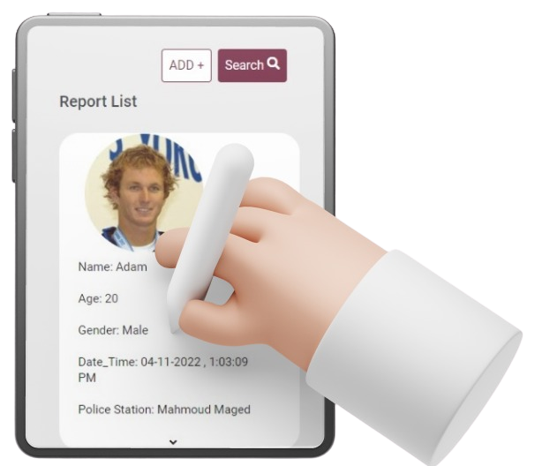 ADD +
Search
Report List
Name: Adam
Age: 20
Gender: Male
Date_Time: 04-11-2022 , 1:03:09
PM
Police Station: Mahmoud Maged